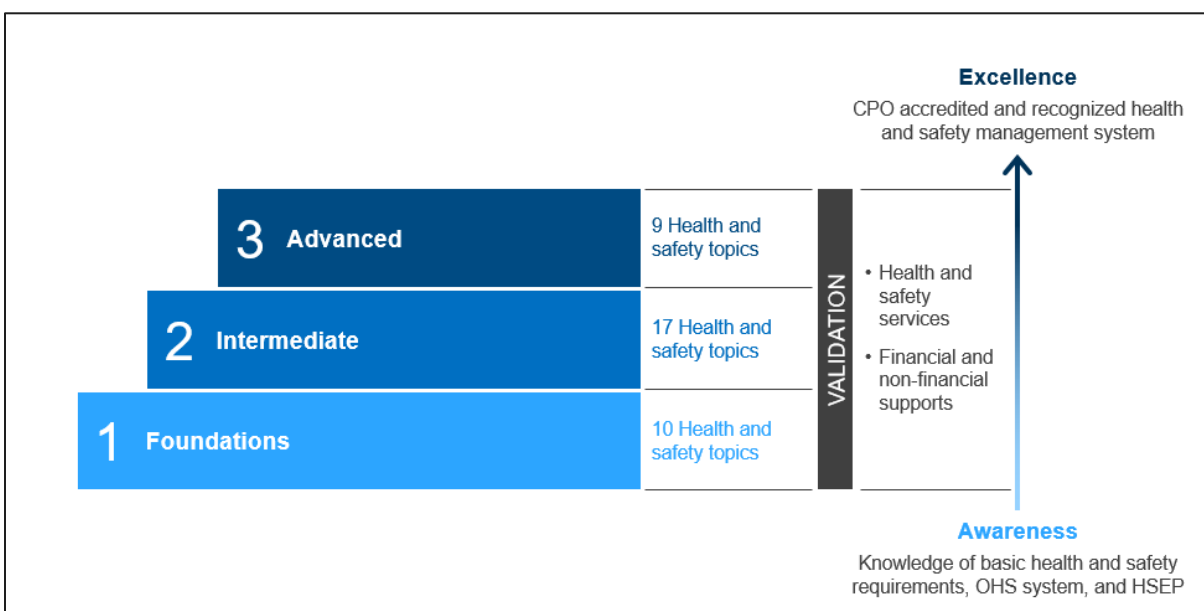 Excellence
CPO accredited and recognized health
and safety management system
3 Advanced
9 Health and
safety topics
2 Intermediate
17 Health and
safety topics
1 Foundations
10 Health and
safety topics
VALIDATION
• Health and
safety
services
• Financial and
non-financial
supports
Awareness
Knowledge of basic health and safety
requirements, OHS system, and HSEP